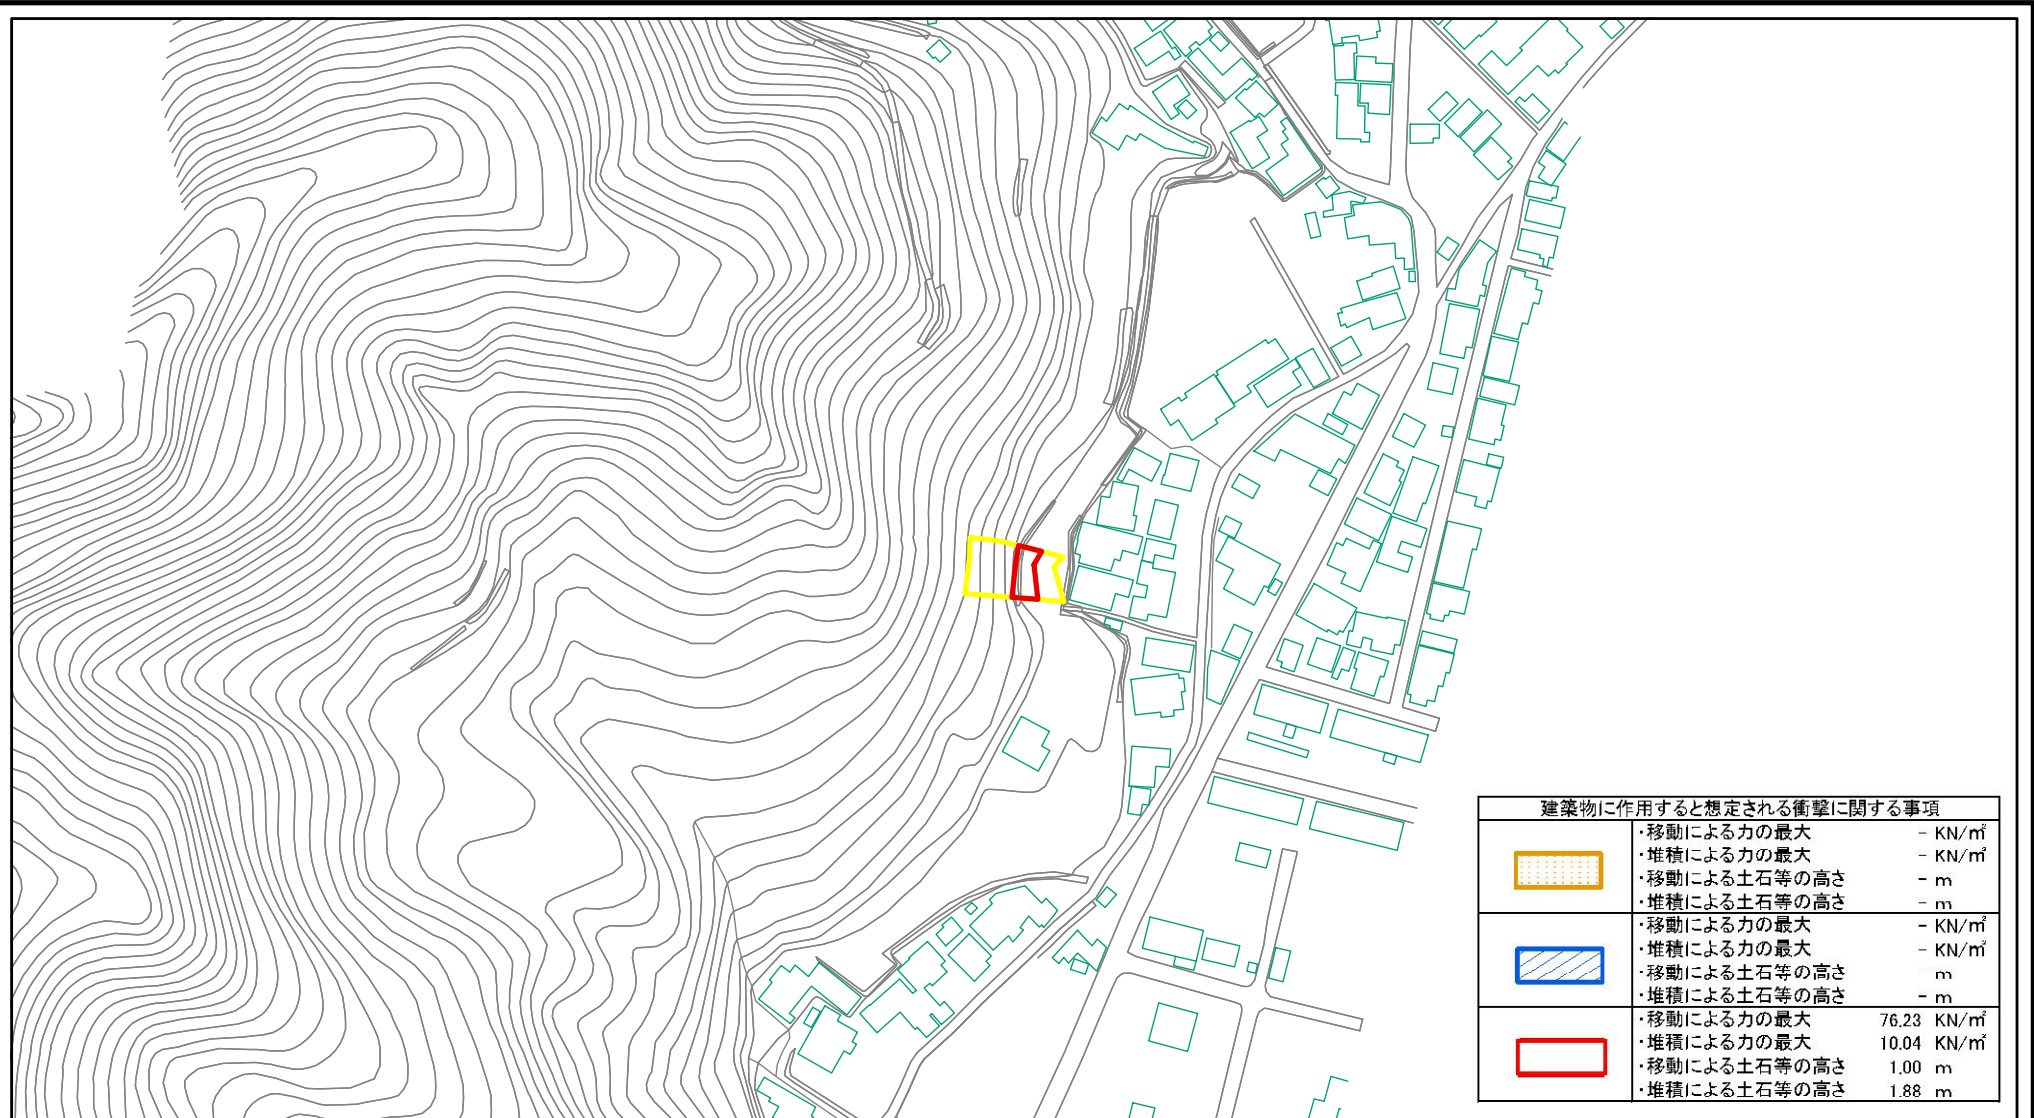 建築物に作用すると想定される衝撃に関する事項
・移動による力の最大 - KN/㎡
・堆積による力の最大 - KN/㎡
・移動による土石等の高さ - m
・堆積による土石等の高さ - m
・移動による力の最大 - KN/㎡
・堆積による力の最大 - KN/㎡
・移動による土石等の高さ m
・堆積による土石等の高さ - m
・移動による力の最大 76.23 KN/㎡
・堆積による力の最大 10.04 KN/㎡
・移動による土石等の高さ 1.00 m
・堆積による土石等の高さ 1.88 m